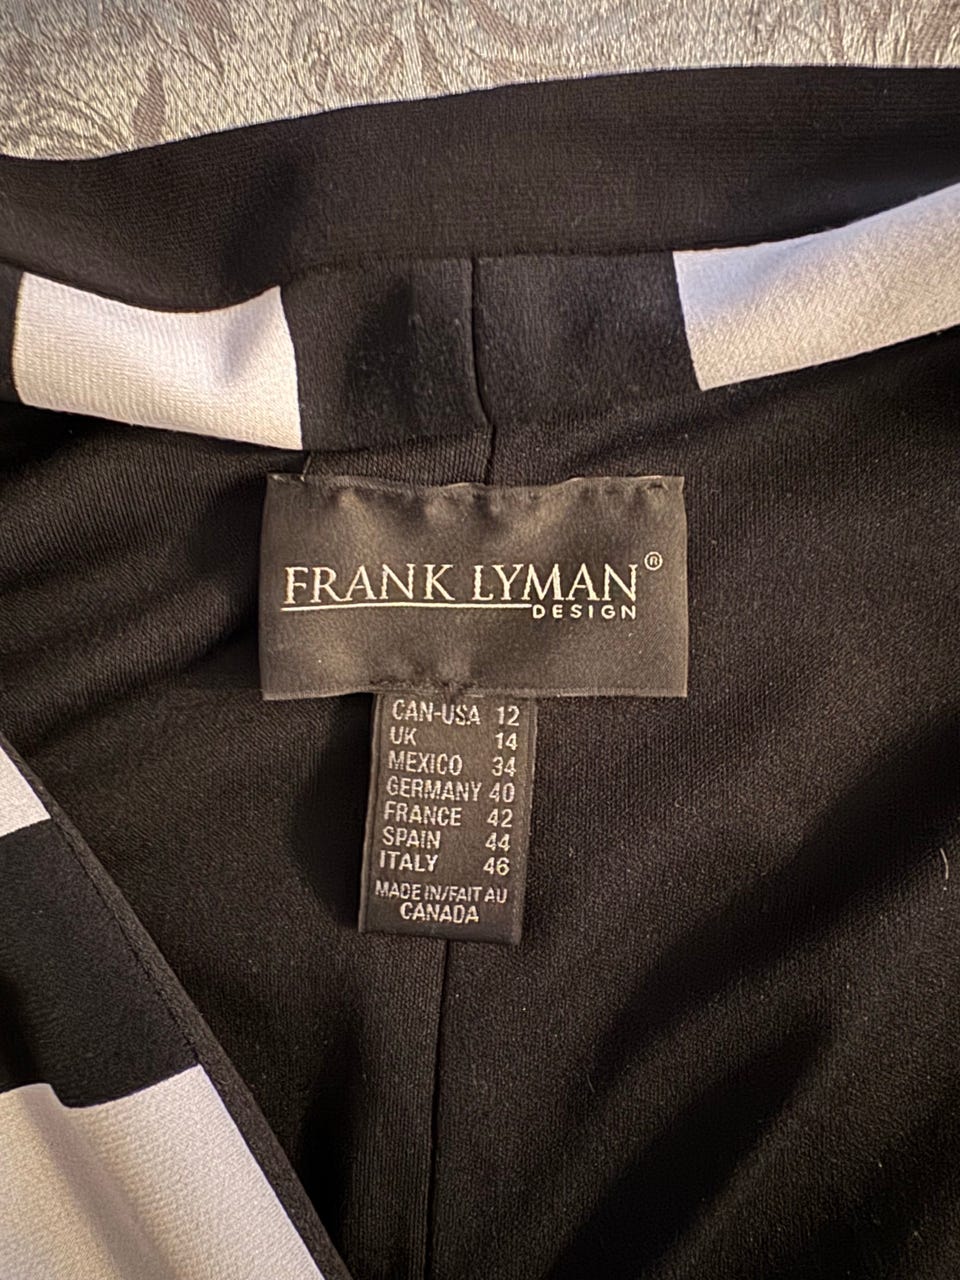 FRANK LYMAN®
DESIGN
CAN-USA 12
UK 14
MEXICO 34
GERMANY 40
FRANCE 42
SPAIN 44
ITALY 46
MADE IN/FAIT AU
CANADA